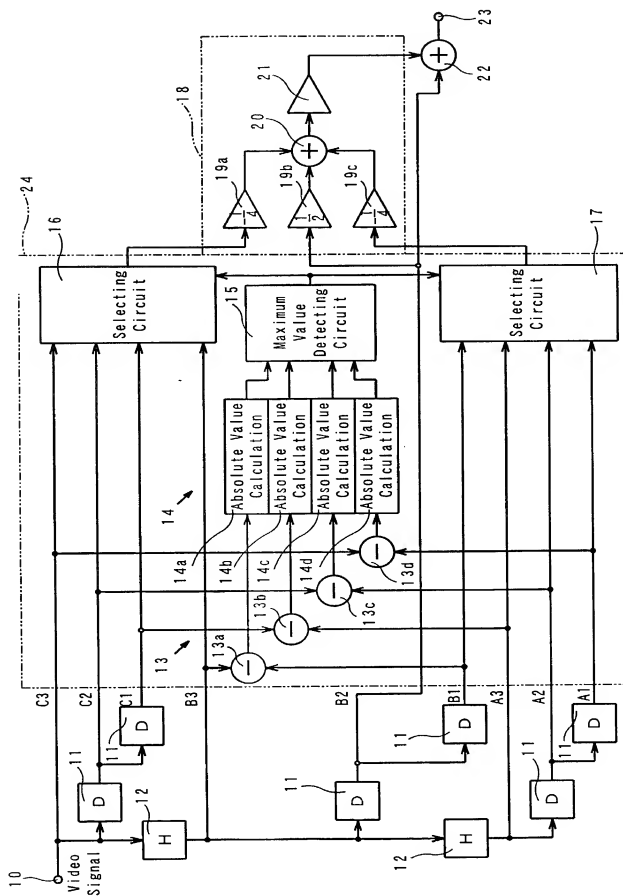 10
Video
Signal
11
D
11
D
12
H
11
D
11
D
12
H
11
D
11
D
C3
C2
C1
B3
B2
B1
A3
A2
A1
13
13a
13b
13c
13d
−
−
−
−
14
14a
14b
14c
14d
Absolute Value
Calculation
Absolute Value
Calculation
Absolute Value
Calculation
Absolute Value
Calculation
15
Maximum
Value
Detecting
Circuit
16
Selecting
Circuit
17
Selecting
Circuit
24
18
19a
1/4
19b
1/2
19c
1/4
20
+
21
22
+
23